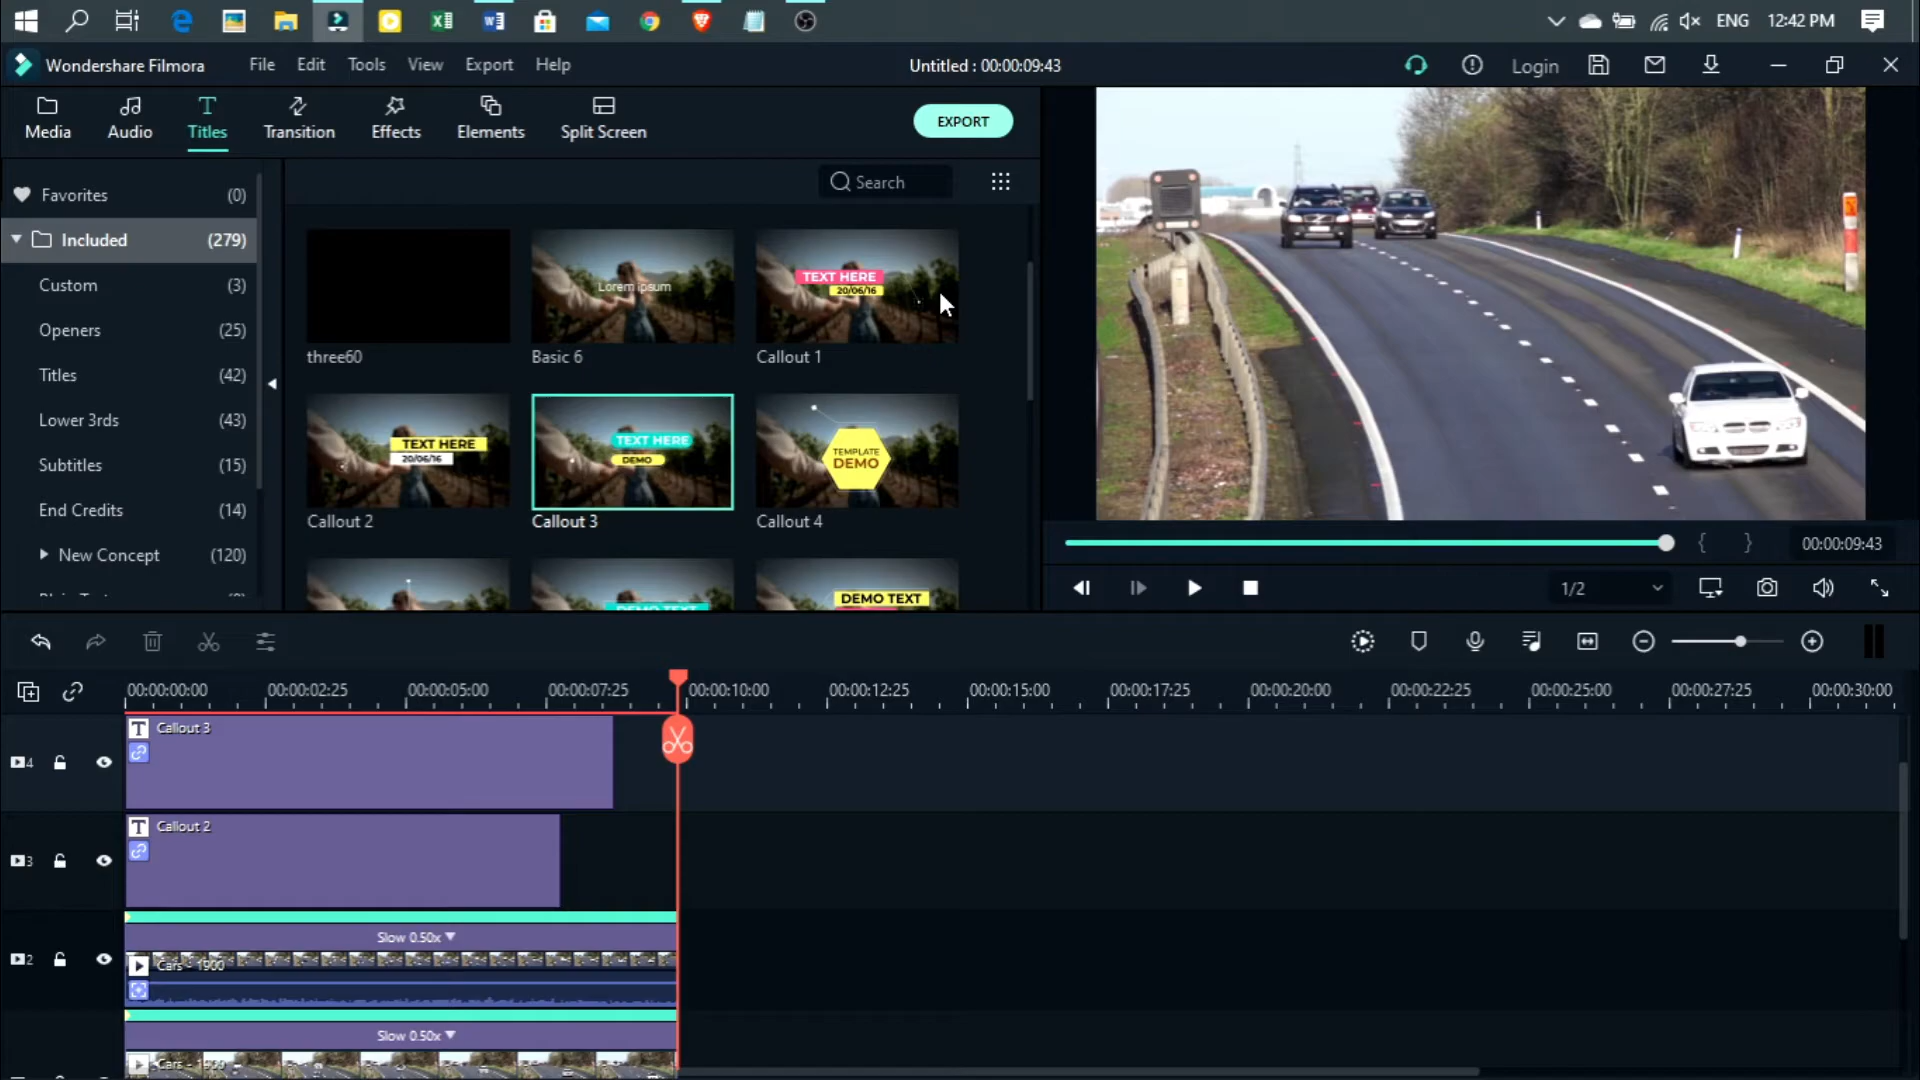 ENG
12:42 PM
Wondershare Filmora
File
Edit
Tools
View
Export
Help
Untitled : 00:00:09:43
Login
Media
Audio
Titles
Transition
Effects
Elements
Split Screen
EXPORT
Favorites
(0)
Included
(279)
Custom
(3)
Openers
(25)
Titles
(42)
Lower 3rds
(43)
Subtitles
(15)
End Credits
(14)
New Concept
(120)
Search
Lorem ipsum
TEXT HERE
20/06/16
three60
Basic 6
Callout 1
TEXT HERE
20/06/16
TEXT HERE
DEMO
TEMPLATE
DEMO
Callout 2
Callout 3
Callout 4
DEMO TEXT
DEMO TEXT
00:00:09:43
1/2
00:00:00:00
00:00:02:25
00:00:05:00
00:00:07:25
00:00:10:00
00:00:12:25
00:00:15:00
00:00:17:25
00:00:20:00
00:00:22:25
00:00:25:00
00:00:27:25
00:00:30:00
4
Callout 3
3
Callout 2
2
Slow 0.50x
Cars - 1900
Slow 0.50x
Cars - 1900